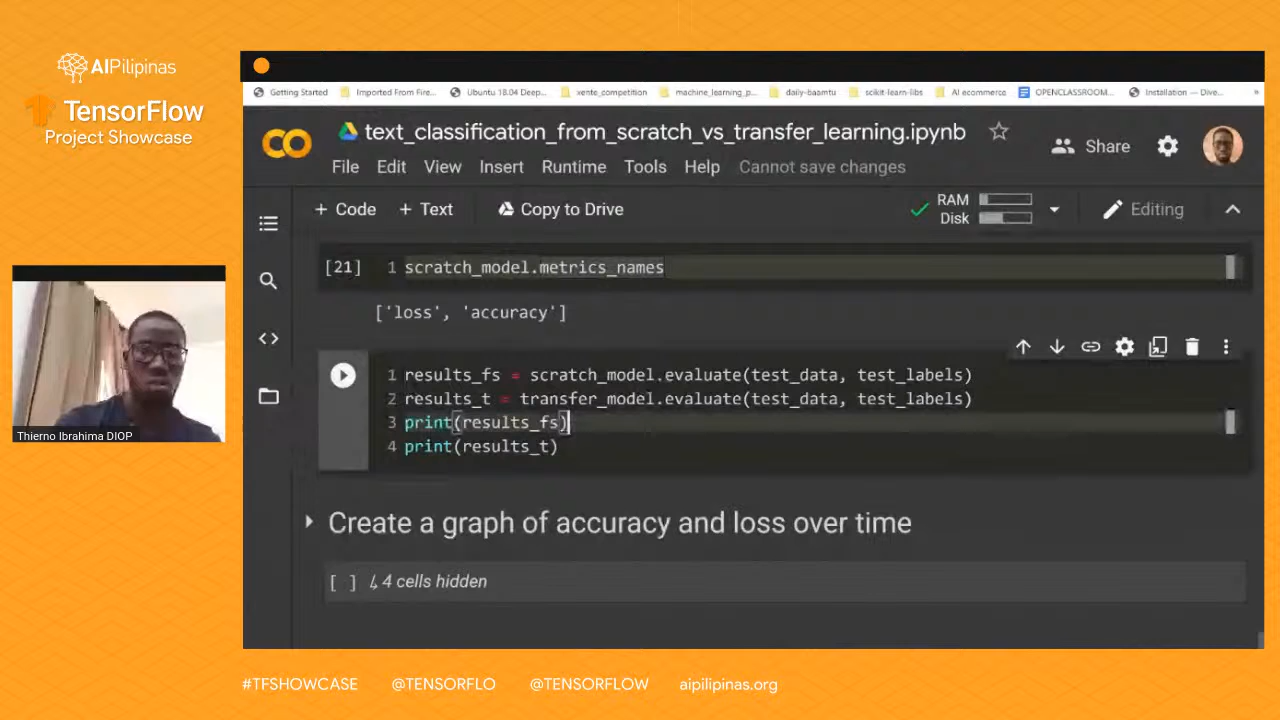 AIPilipinas
TensorFlow
Project Showcase
Thierno Ibrahima DIOP
Getting Started
Imported From Fire...
Ubuntu 18.04 Deep...
xente_competition
machine_learning_p...
daily-baamtu
scikit-learn-libs
AI ecommerce
OPENCLASSROOM...
Installation — Dive...
»
text_classification_from_scratch_vs_transfer_learning.ipynb
Share
File Edit View Insert Runtime Tools Help Cannot save changes
+ Code + Text Copy to Drive
RAM
Disk
Editing
[21] 1 scratch_model.metrics_names
['loss', 'accuracy']
1 results_fs = scratch_model.evaluate(test_data, test_labels)
2 results_t = transfer_model.evaluate(test_data, test_labels)
3 print(results_fs)
4 print(results_t)
Create a graph of accuracy and loss over time
[ ] ↳ 4 cells hidden
#TFSHOWCASE @TENSORFLO @TENSORFLOW aipilipinas.org